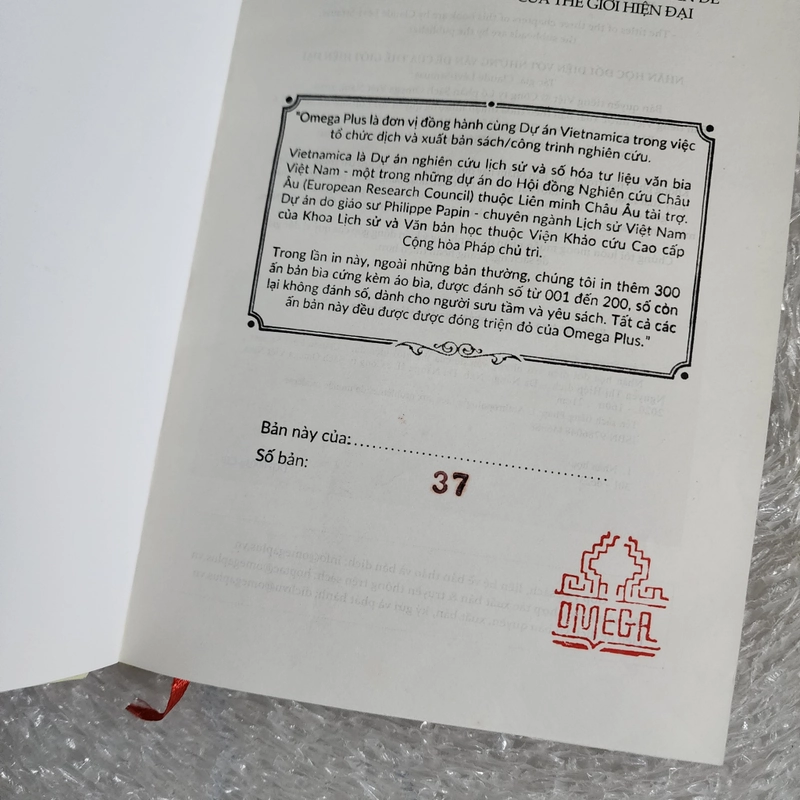 CỦA THẾ GIỚI HIỆN ĐẠI
"Omega Plus là đơn vị đồng hành cùng Dự án Vietnamica trong việc
tổ chức dịch và xuất bản sách/công trình nghiên cứu.
Vietnamica là Dự án nghiên cứu lịch sử và số hóa tư liệu văn bia
Việt Nam - một trong những dự án do Hội đồng Nghiên cứu Châu
Âu (European Research Council) thuộc Liên minh Châu Âu tài trợ.
Dự án do giáo sư Philippe Papin - chuyên ngành Lịch sử Việt Nam
của Khoa Lịch sử và Văn bản học thuộc Viện Khảo cứu Cao cấp
Cộng hòa Pháp chủ trì.
Trong lần in này, ngoài những bản thường, chúng tôi in thêm 300
ấn bản bìa cứng kèm áo bìa, được đánh số từ 001 đến 200, số còn
lại không đánh số, dành cho người sưu tầm và yêu sách. Tất cả các
ấn bản này đều được được đóng triện đỏ của Omega Plus."
Bản này của:
Số bản:
37
OMEGA